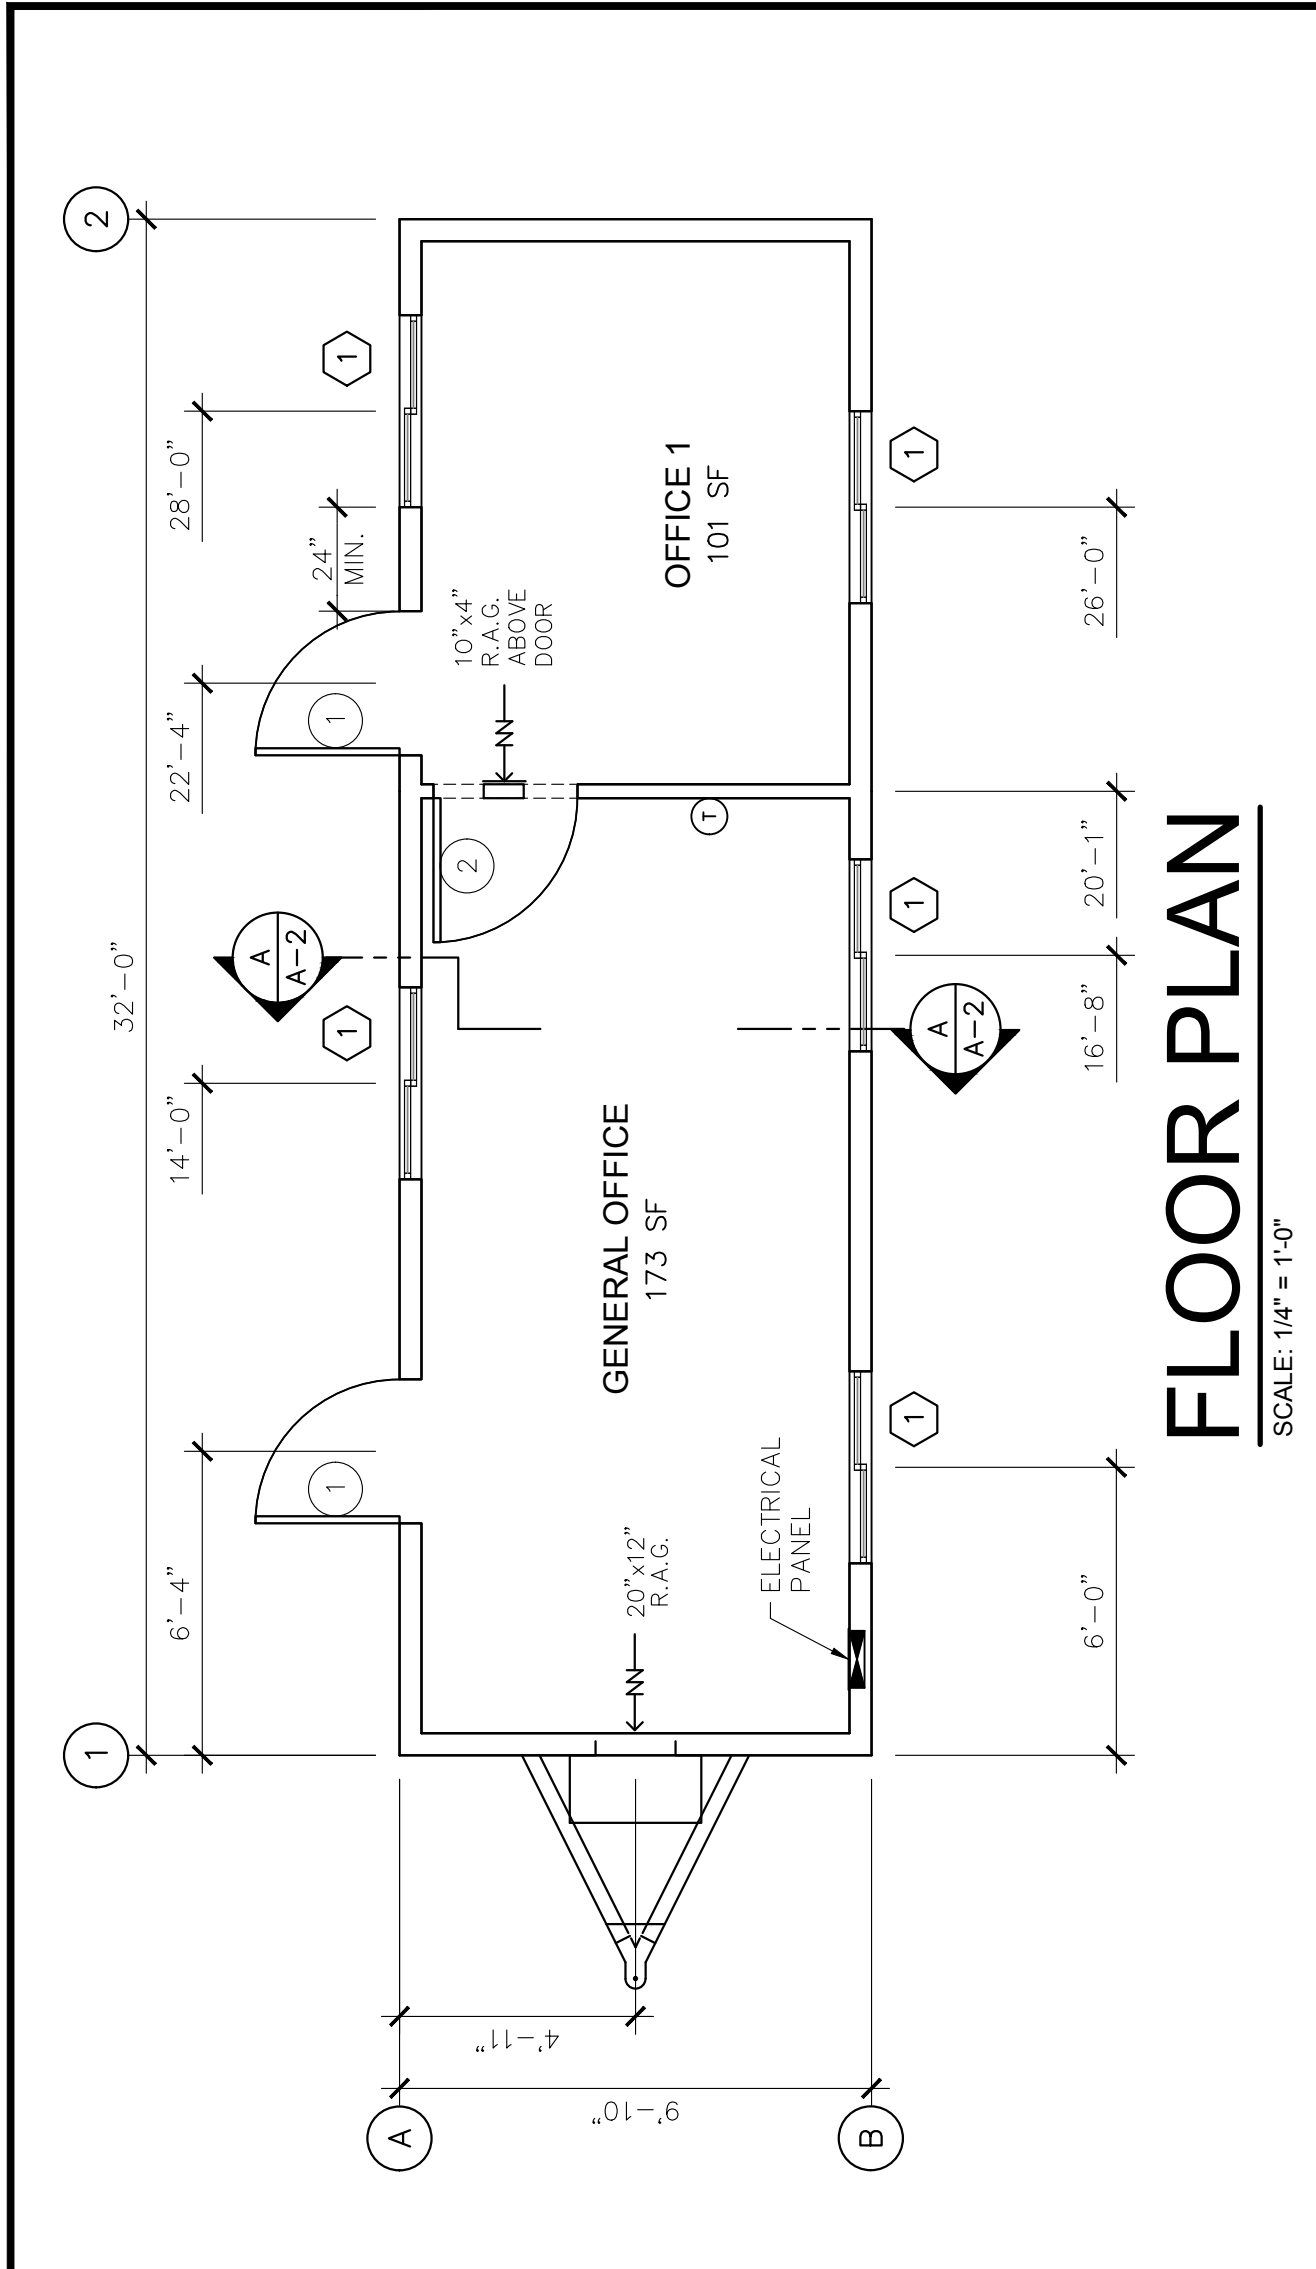 1
32'-0"
2
6'-4"
14'-0"
22'-4"
28'-0"
24"
MIN.
A
A-2
1
1
1
1
2
10"x4"
R.A.G.
ABOVE
DOOR
GENERAL OFFICE
173 SF
OFFICE 1
101 SF
20"x12"
R.A.G.
T
ELECTRICAL
PANEL
1
1
1
A
A-2
6'-0"
16'-8"
20'-1"
26'-0"
A
4'-11"
9'-10"
B
FLOOR PLAN
SCALE: 1/4" = 1'-0"